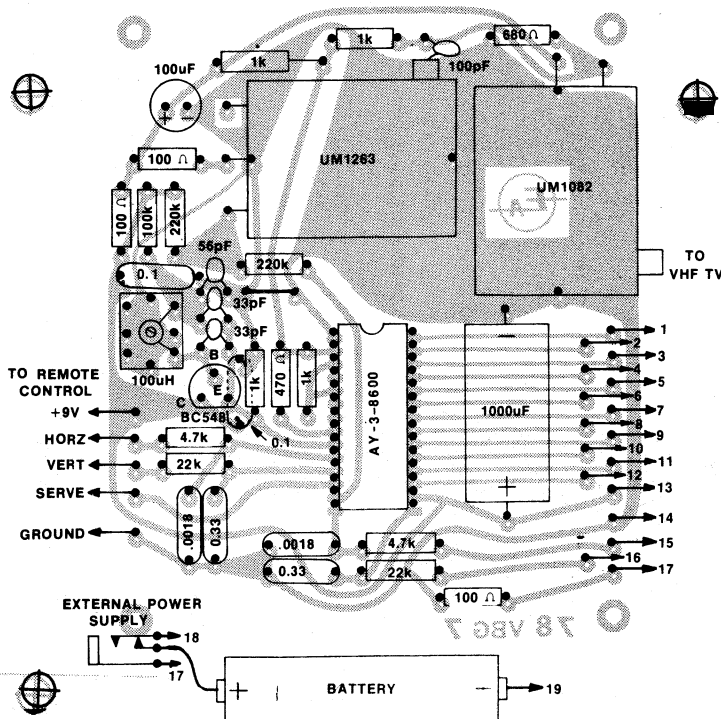 1k
680 Ω
1k
100pF
100uF
+ -
UM1263
100 Ω
EA
UM1082
100 Ω
100k
220k
56pF
220k
TO
VHF TV
0.1
33pF
33pF
100uH
B
E
C
BC548
1k
470 Ω
1k
0.1
AY-3-8600
-
1000uF
+
1
2
3
4
5
6
7
8
9
10
11
12
13
14
15
16
17
TO REMOTE
CONTROL
+9V
HORZ
VERT
SERVE
GROUND
4.7k
22k
.0018
0.33
.0018
0.33
4.7k
22k
100 Ω
78 VBG 7
EXTERNAL POWER
SUPPLY
18
17
+ BATTERY -
19